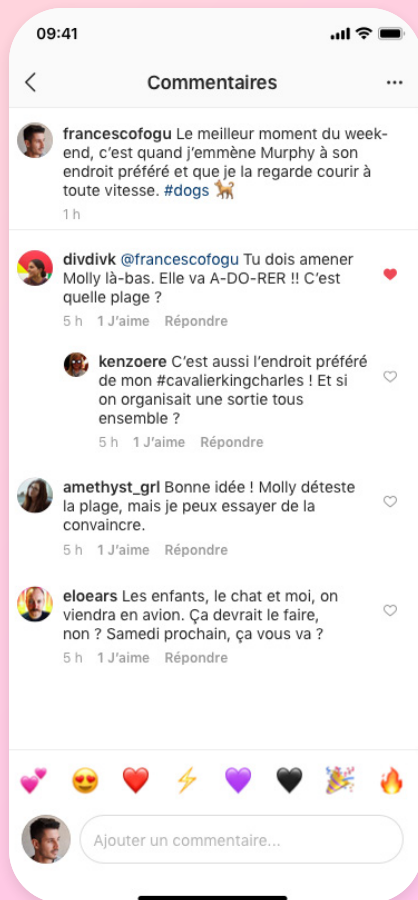 09:41
Commentaires
francescofogu Le meilleur moment du week-
end, c'est quand j'emmène Murphy à son
endroit préféré et que je la regarde courir à
toute vitesse. #dogs 🐕
1 h
divdivk @francescofogu Tu dois amener
Molly là-bas. Elle va A-DO-RER !! C'est
quelle plage ?
5 h 1 J'aime Répondre
kenzoere C'est aussi l'endroit préféré
de mon #cavalierkingcharles ! Et si
on organisait une sortie tous
ensemble ?
5 h 1 J'aime Répondre
amethyst_grl Bonne idée ! Molly déteste
la plage, mais je peux essayer de la
convaincre.
5 h 1 J'aime Répondre
eloears Les enfants, le chat et moi, on
viendra en avion. Ça devrait le faire,
non ? Samedi prochain, ça vous va ?
5 h 1 J'aime Répondre
Ajouter un commentaire...